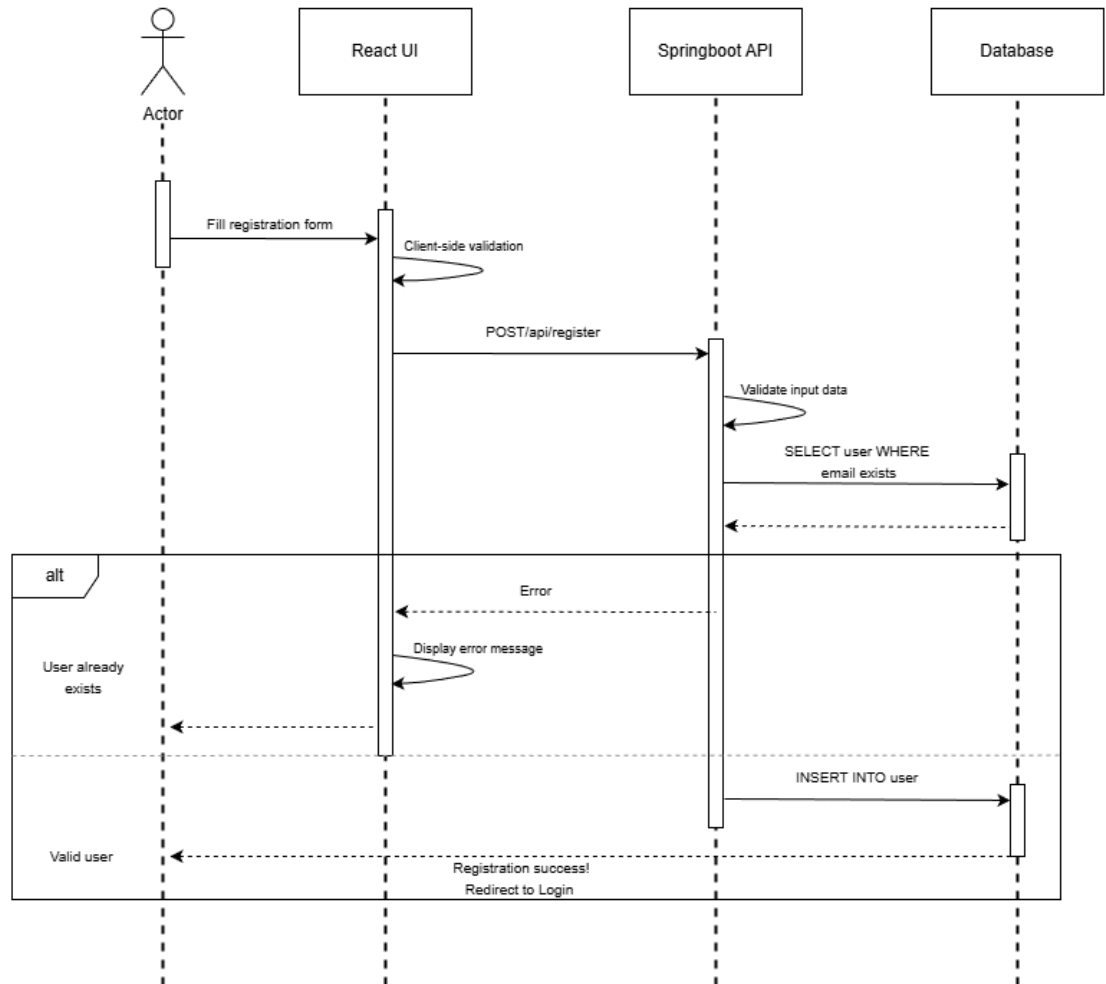 React UI
Springboot API
Database
Actor
Fill registration form
Client-side validation
POST/api/register
Validate input data
SELECT user WHERE
email exists
alt
Error
Display error message
User already
exists
INSERT INTO user
Valid user
Registration success!
Redirect to Login